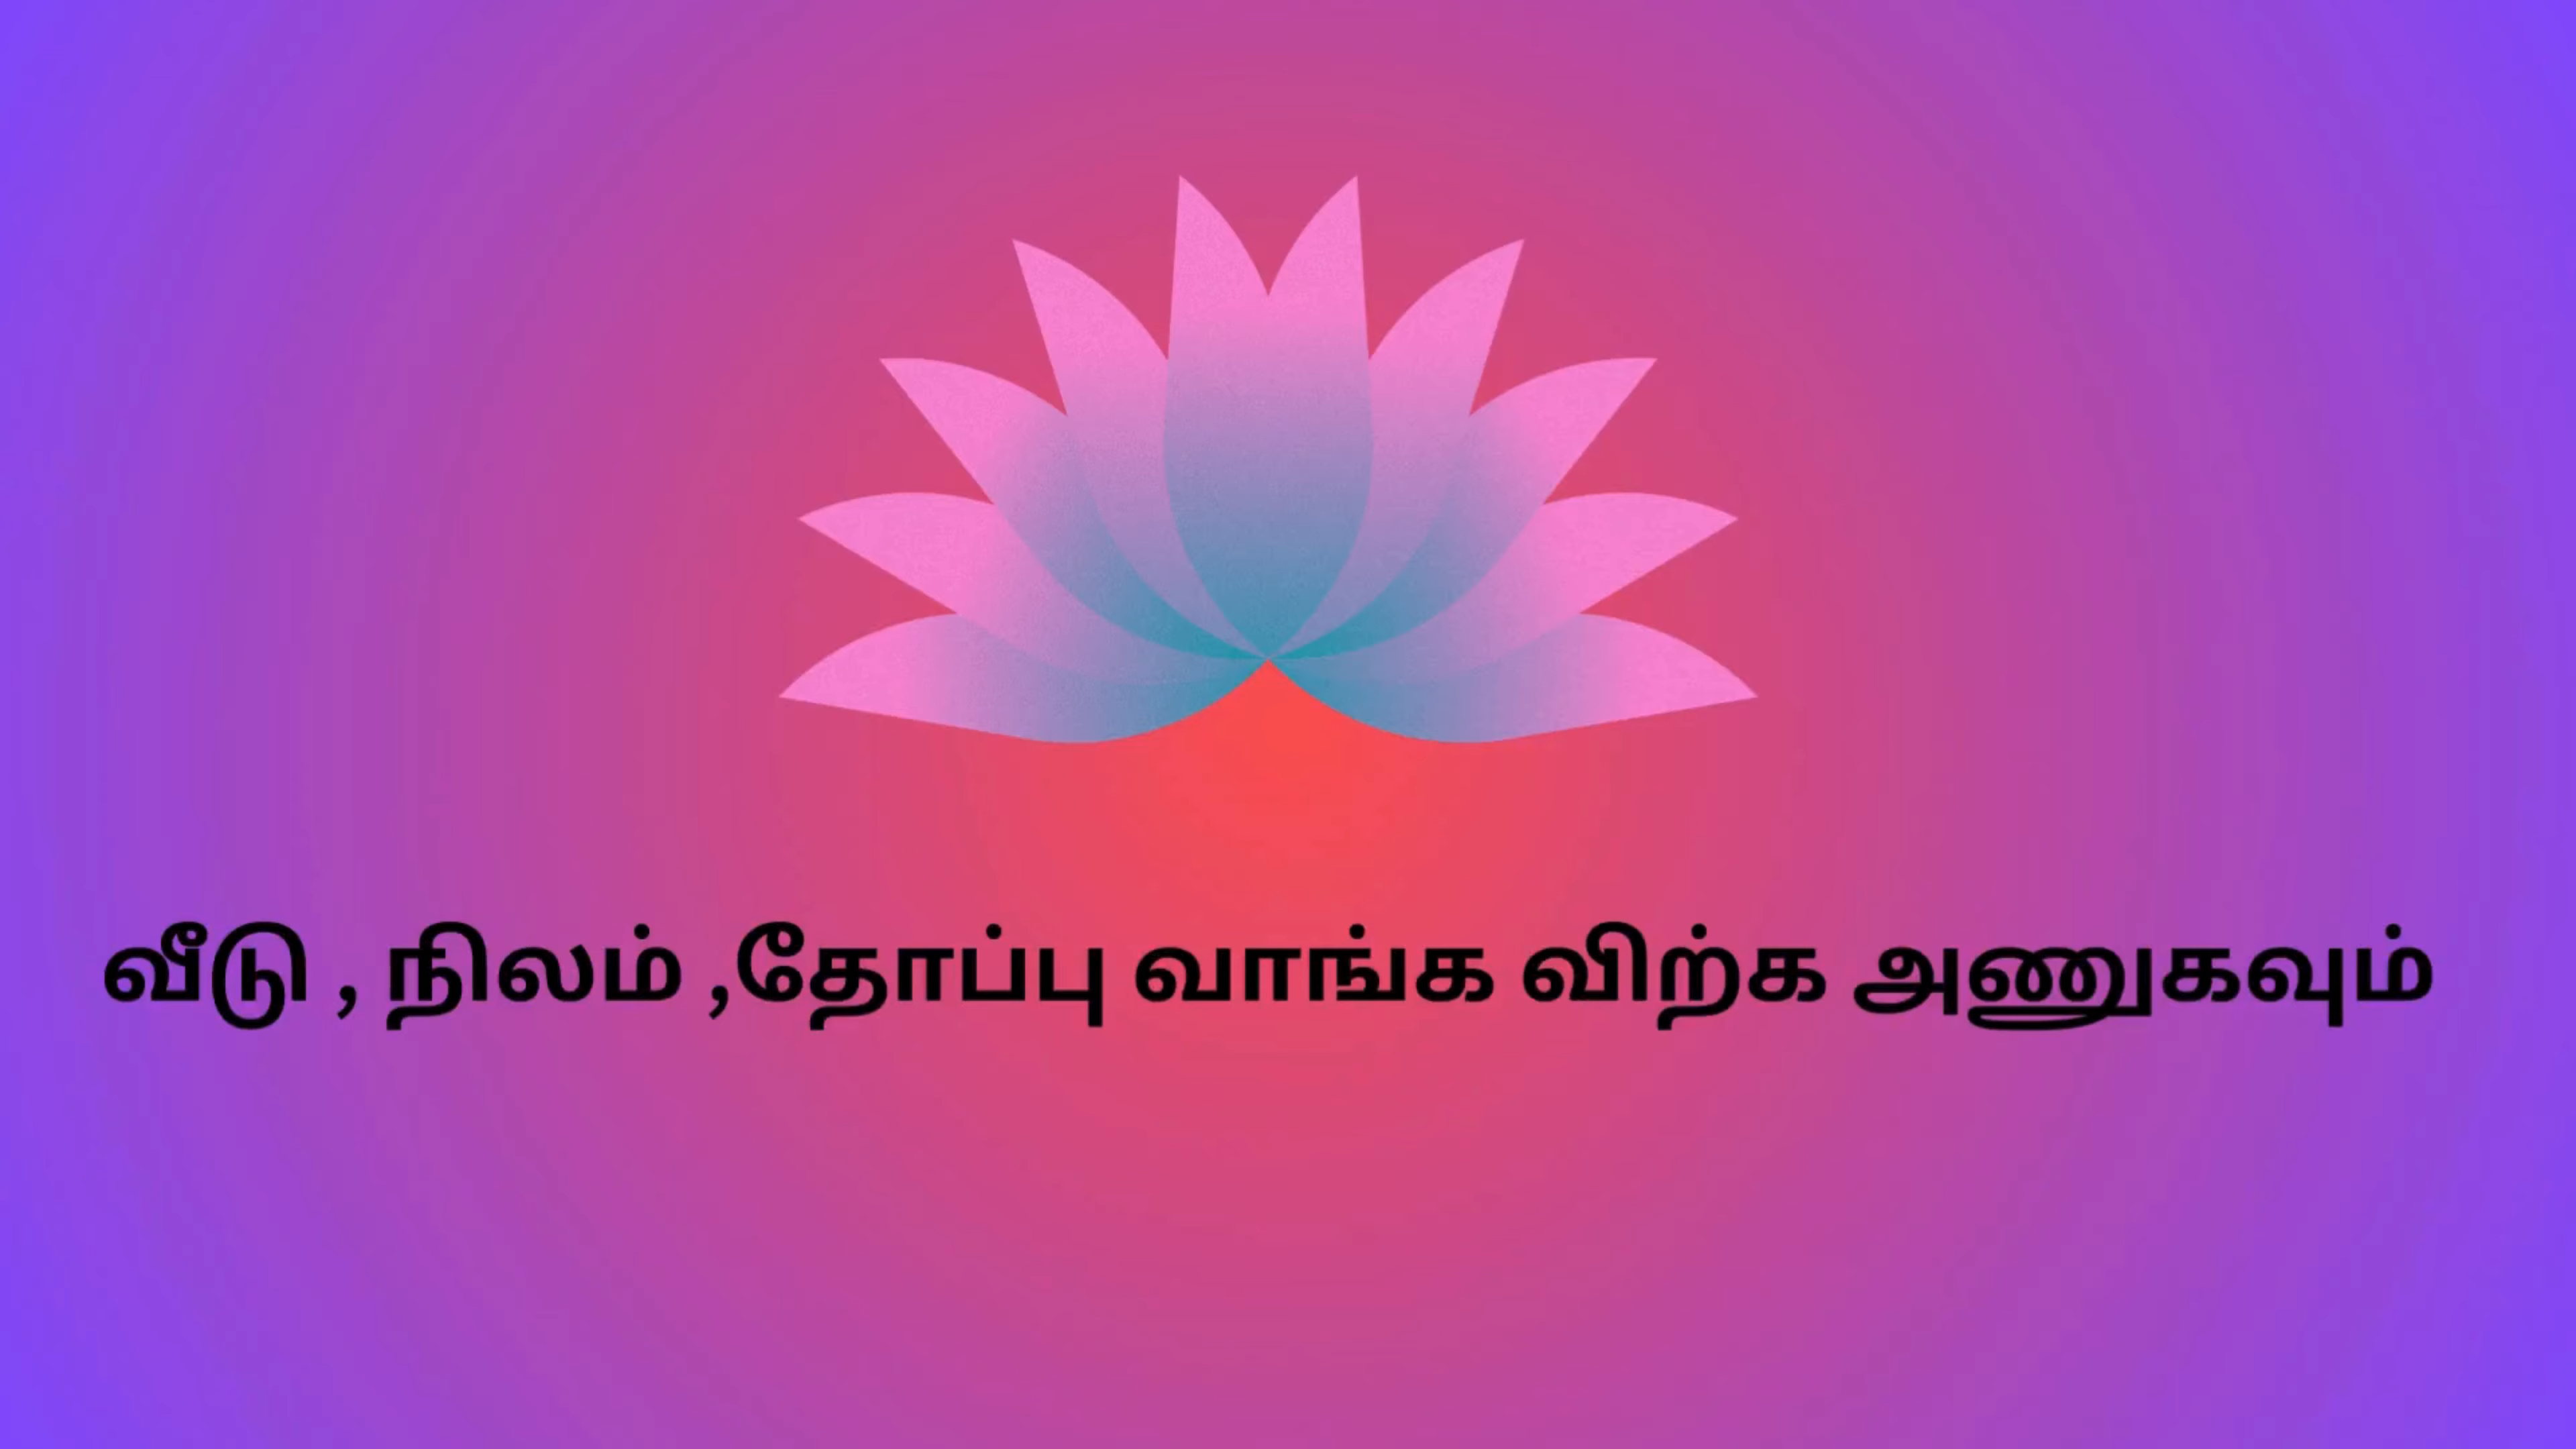 வீடு , நிலம் ,தோப்பு வாங்க விற்க அணுகவும்